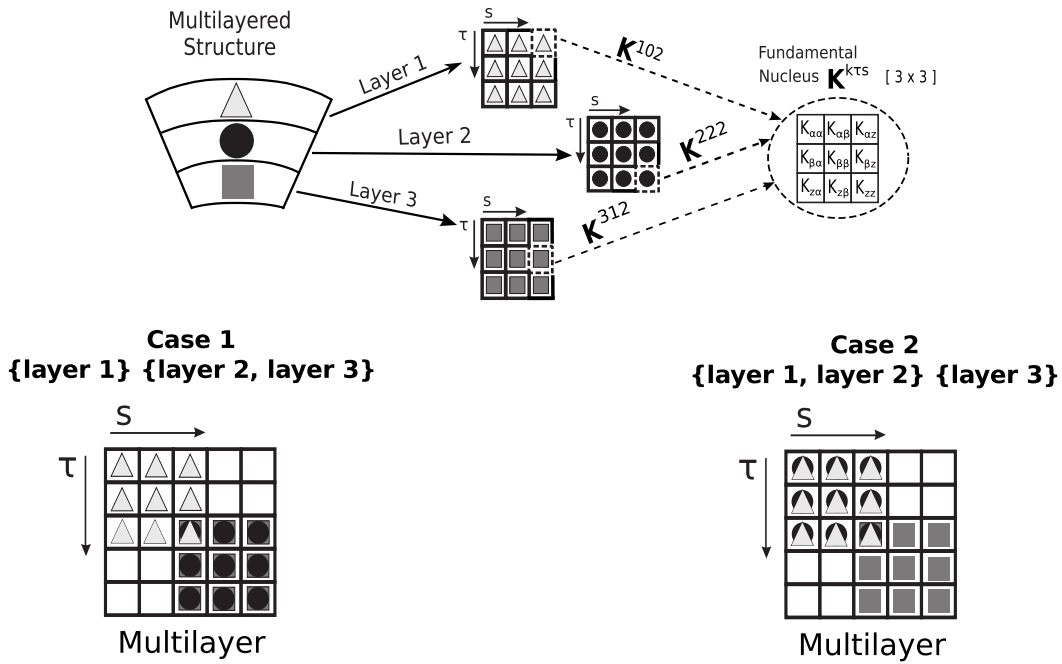 Multilayered
Structure
S
τ
Layer 1
K¹⁰²
Fundamental
Nucleus K^kτs [ 3 x 3 ]
s
τ
Layer 2
K²²²
Kαα Kαβ Kαz
Kβα Kββ Kβz
Kzα Kzβ Kzz
Layer 3
s
τ
K³¹²
Case 1
{layer 1} {layer 2, layer 3}
S
τ
Multilayer
Case 2
{layer 1, layer 2} {layer 3}
S
τ
Multilayer